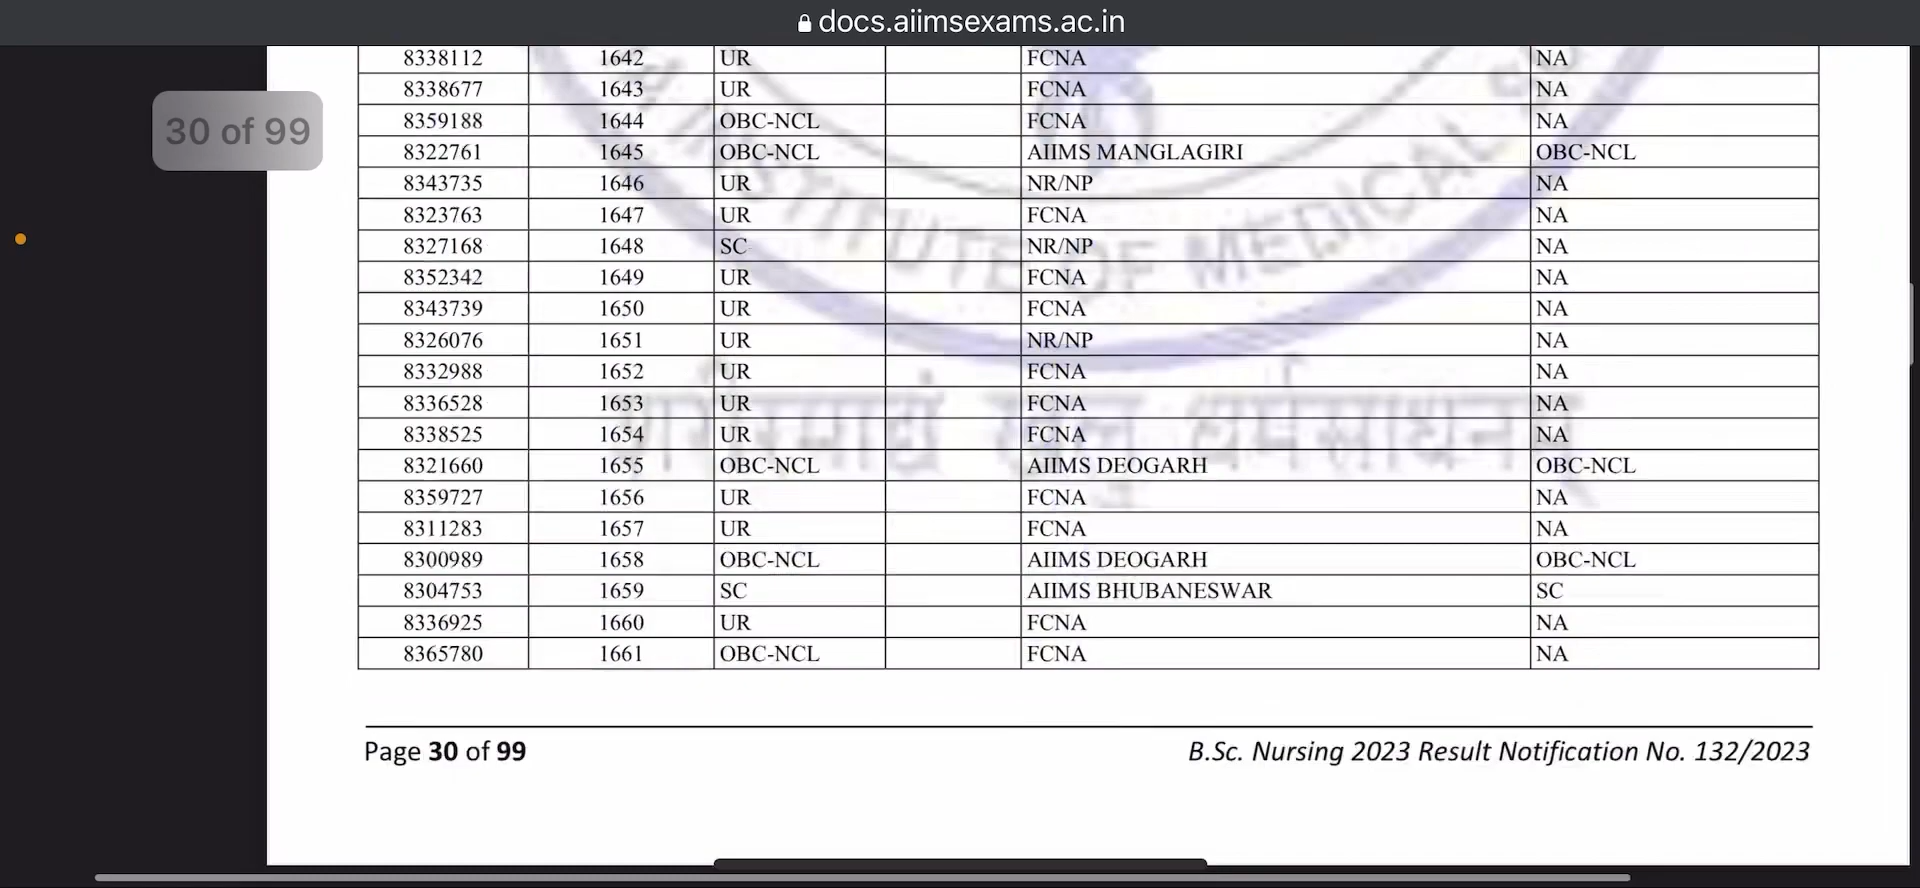 docs.aiimsexams.ac.in
30 of 99
8338112 1642 UR FCNA NA
8338677 1643 UR FCNA NA
8359188 1644 OBC-NCL FCNA NA
8322761 1645 OBC-NCL AIIMS MANGLAGIRI OBC-NCL
8343735 1646 UR NR/NP NA
8323763 1647 UR FCNA NA
8327168 1648 SC NR/NP NA
8352342 1649 UR FCNA NA
8343739 1650 UR FCNA NA
8326076 1651 UR NR/NP NA
8332988 1652 UR FCNA NA
8336528 1653 UR FCNA NA
8338525 1654 UR FCNA NA
8321660 1655 OBC-NCL AIIMS DEOGARH OBC-NCL
8359727 1656 UR FCNA NA
8311283 1657 UR FCNA NA
8300989 1658 OBC-NCL AIIMS DEOGARH OBC-NCL
8304753 1659 SC AIIMS BHUBANESWAR SC
8336925 1660 UR FCNA NA
8365780 1661 OBC-NCL FCNA NA
INSTITUTE OF MEDICAL
Page 30 of 99
B.Sc. Nursing 2023 Result Notification No. 132/2023